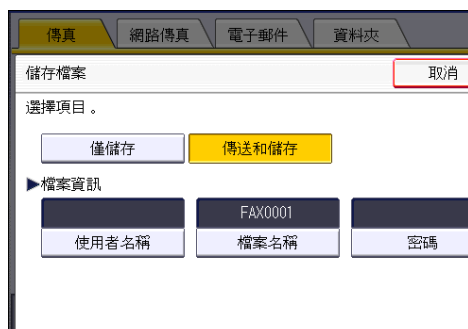 傳真 網路傳真 電子郵件 資料夾
儲存檔案 取消
選擇項目。
僅儲存 傳送和儲存
▶檔案資訊
FAX0001
使用者名稱 檔案名稱 密碼